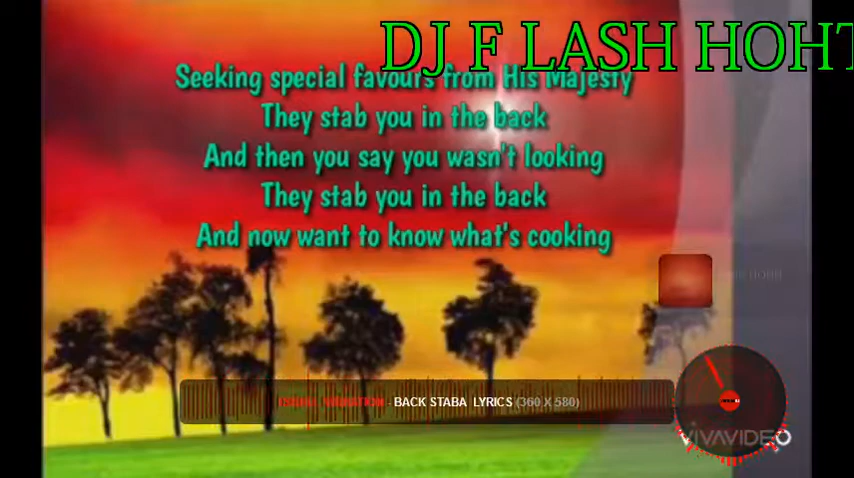 DJ F LASH HOHT
Seeking special favours from His Majesty
They stab you in the back
And then you say you wasn't looking
They stab you in the back
And now want to know what's cooking
- BACK STABA LYRICS (360 X 580)
VIVAVIDEO